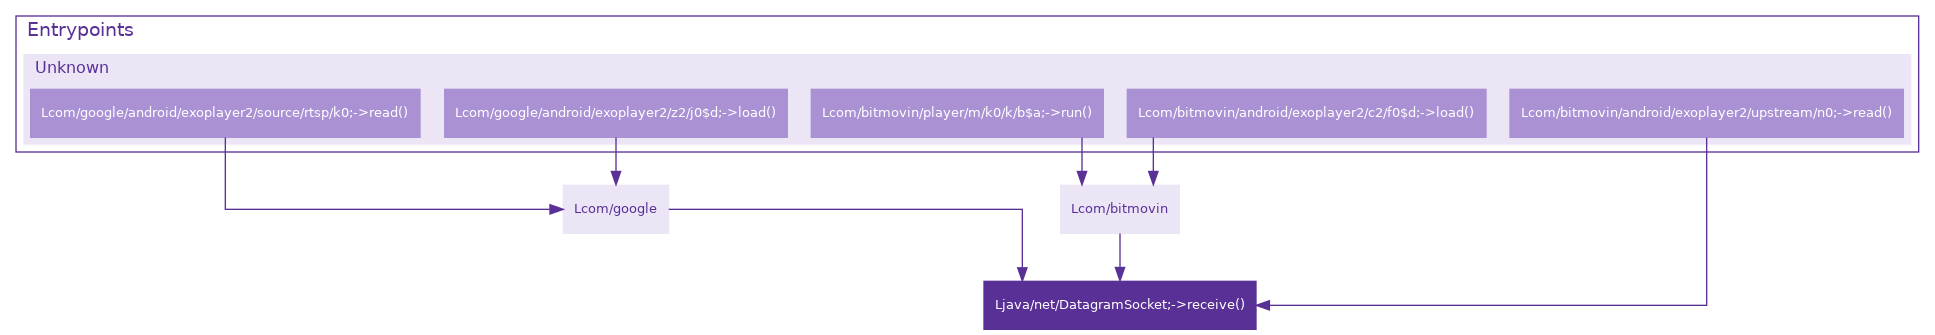 Entrypoints
Unknown
Lcom/google/android/exoplayer2/source/rtsp/k0;->read()
Lcom/google/android/exoplayer2/z2/j0$d;->load()
Lcom/bitmovin/player/m/k0/k/b$a;->run()
Lcom/bitmovin/android/exoplayer2/c2/f0$d;->load()
Lcom/bitmovin/android/exoplayer2/upstream/n0;->read()
Lcom/google
Lcom/bitmovin
Ljava/net/DatagramSocket;->receive()